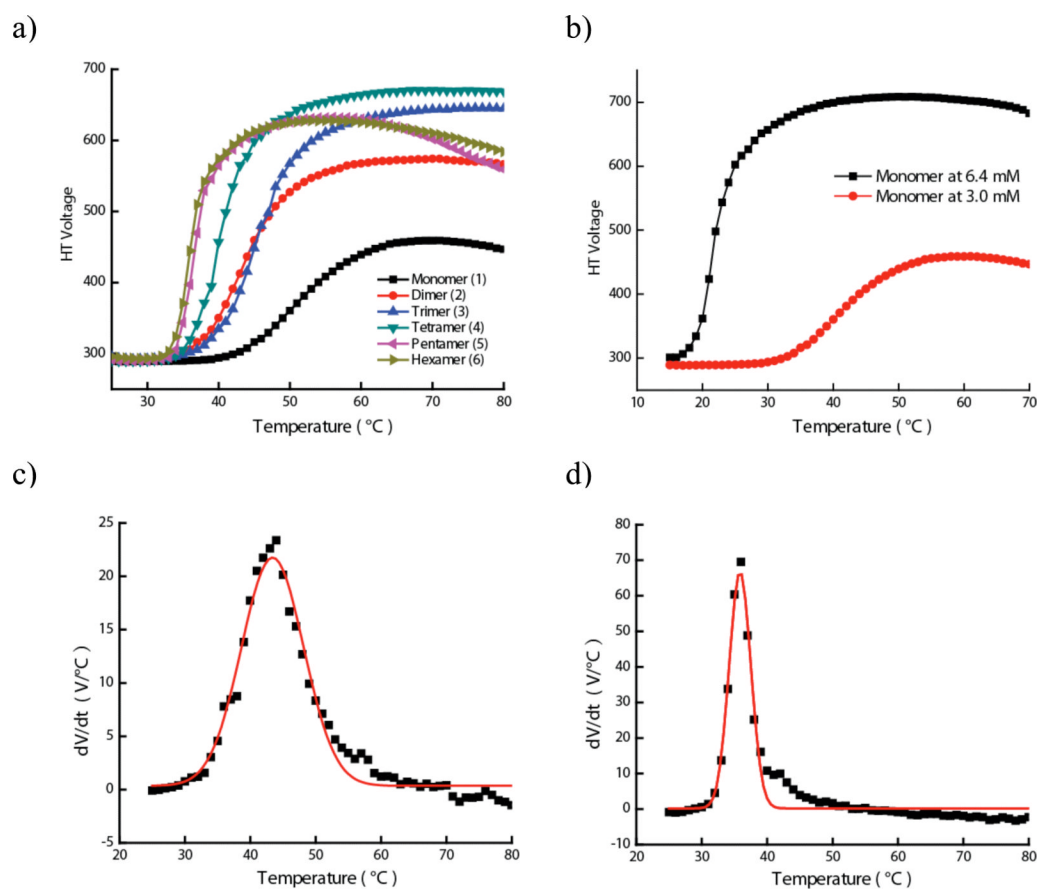 a)
700
600
500
400
300
HT Voltage
30 40 50 60 70 80
Temperature ( °C)
Monomer (1)
Dimer (2)
Trimer (3)
Tetramer (4)
Pentamer (5)
Hexamer (6)
b)
700
600
500
400
300
HT Voltage
10 20 30 40 50 60 70
Temperature ( °C)
Monomer at 6.4 mM
Monomer at 3.0 mM
c)
25
20
15
10
5
0
-5
dV/dt ( V/°C)
20 30 40 50 60 70 80
Temperature ( °C)
d)
80
70
60
50
40
30
20
10
0
-10
dV/dt ( V/°C)
20 30 40 50 60 70 80
Temperature ( °C)